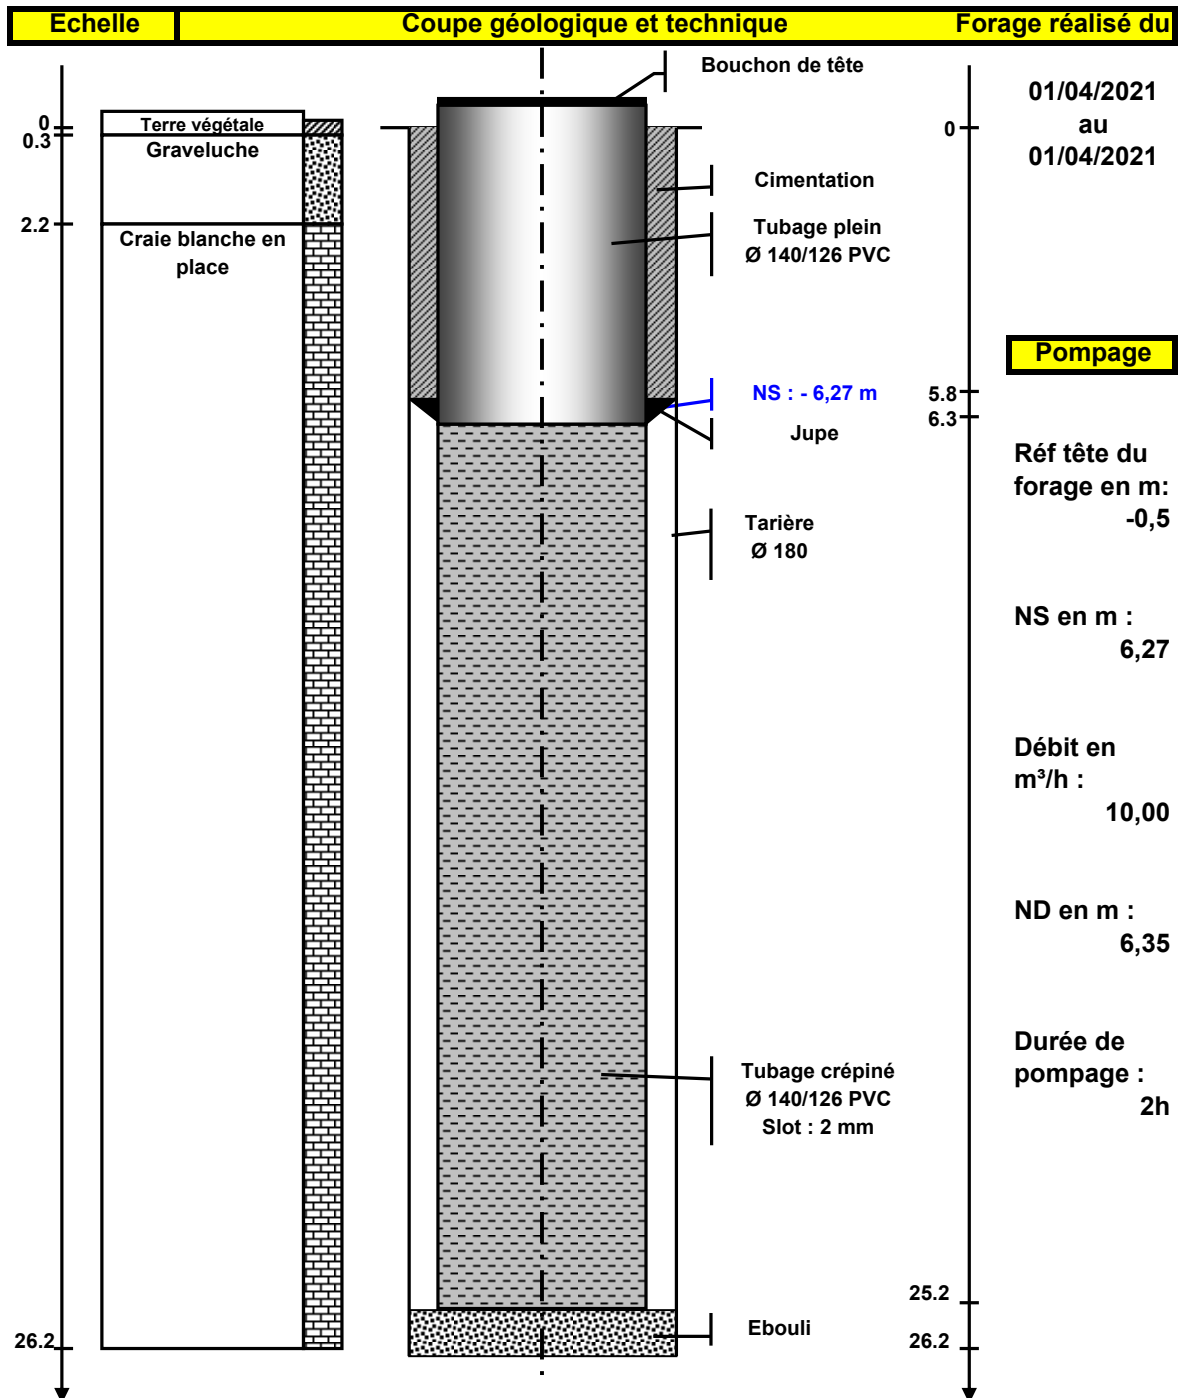 Echelle
Coupe géologique et technique
Forage réalisé du
Bouchon de tête
01/04/2021
au
01/04/2021
0
Terre végétale
0
0.3
Graveluche
Cimentation
2.2
Craie blanche en
place
Tubage plein
Ø 140/126 PVC
Pompage
NS : - 6,27 m
5.8
6.3
Jupe
Réf tête du
forage en m:
-0,5
Tarière
Ø 180
NS en m :
6,27
Débit en
m³/h :
10,00
ND en m :
6,35
Durée de
pompage :
2h
Tubage crépiné
Ø 140/126 PVC
Slot : 2 mm
25.2
Ebouli
26.2
26.2